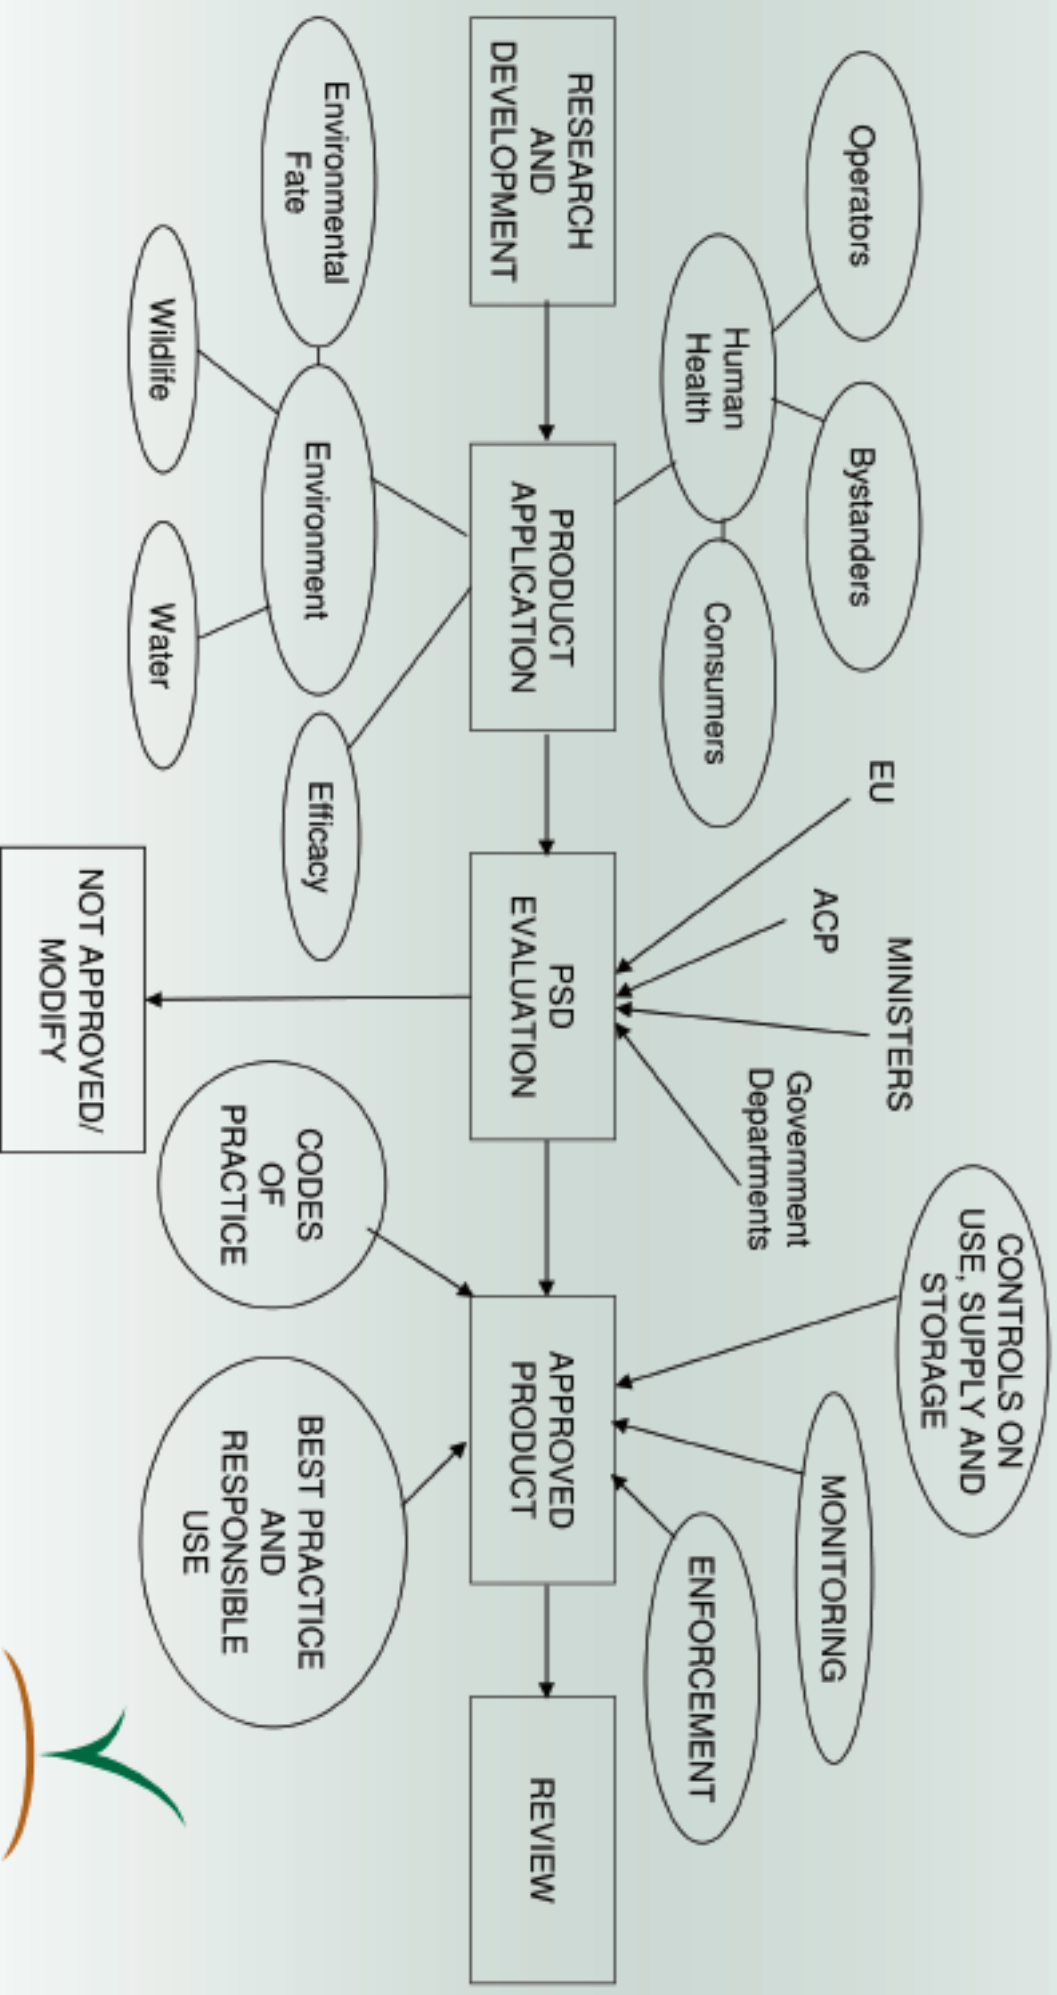 CONTROLS ON
USE, SUPPLY AND
STORAGE
Operators
Bystanders
EU
MINISTERS
ACP
MONITORING
Human
Health
Consumers
Government
Departments
ENFORCEMENT
RESEARCH
AND
DEVELOPMENT
PRODUCT
APPLICATION
PSD
EVALUATION
APPROVED
PRODUCT
REVIEW
Environmental
Fate
Environment
Efficacy
CODES
OF
PRACTICE
BEST PRACTICE
AND
RESPONSIBLE
USE
Wildlife
Water
NOT APPROVED/
MODIFY